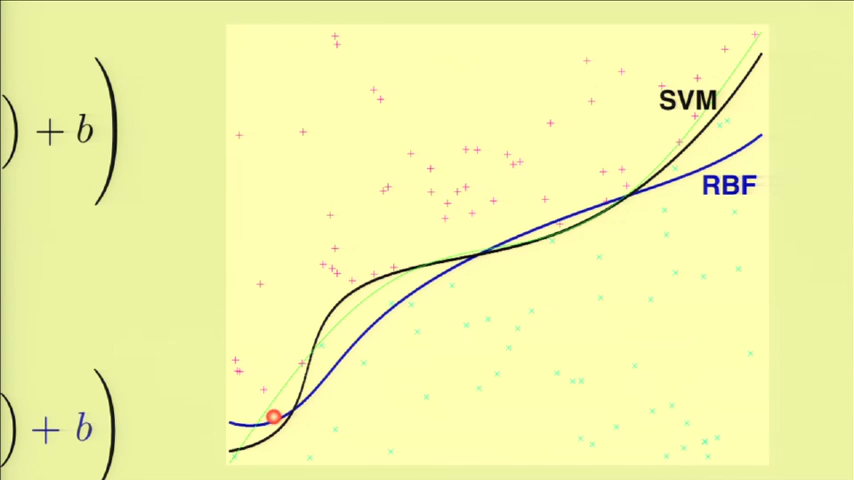 ) + b )
SVM
RBF
) + b )